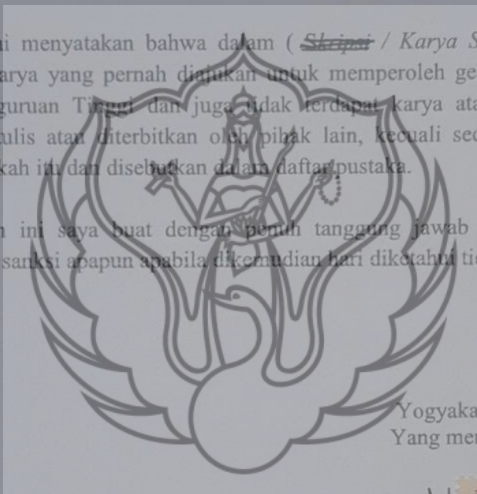 i menyatakan bahwa dalam ( Skripsi / Karya S
arya yang pernah diajukan untuk memperoleh ge
guruan Tinggi dan juga tidak terdapat karya ata
ulis atau diterbitkan oleh pihak lain, kecuali sec
kah itu dan disebutkan dalam daftar pustaka.
n ini saya buat dengan penuh tanggung jawab
sanksi apapun apabila dikemudian hari diketahui tid
Yogyaka
Yang me